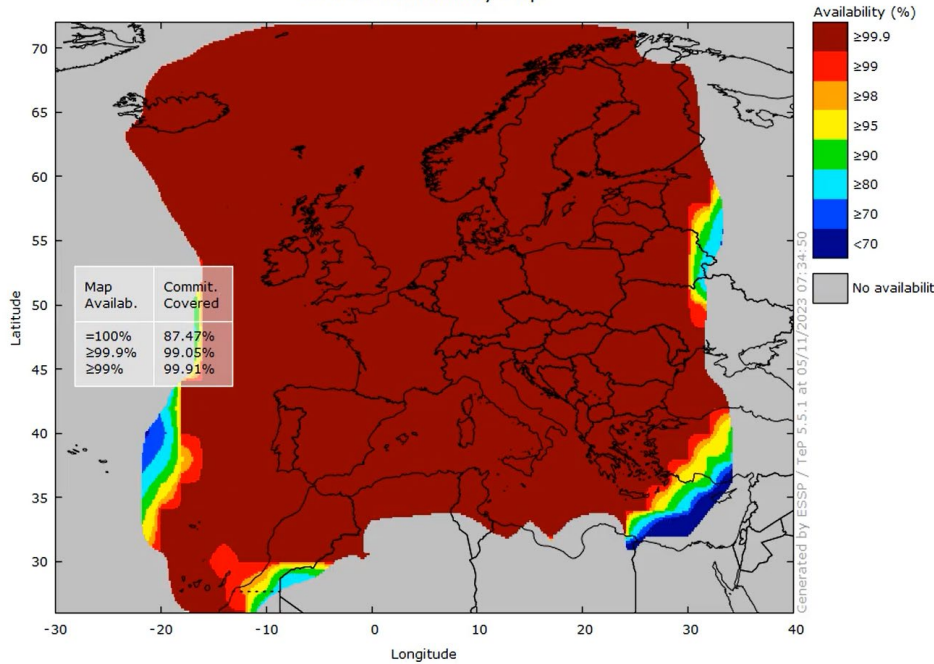 Availability (%)
≥99.9
≥99
≥98
≥95
≥90
≥80
≥70
<70
No availabilit
70
65
60
55
50
45
40
35
30
Latitude
Map Commit.
Availab. Covered
=100% 87.47%
≥99.9% 99.05%
≥99% 99.91%
Generated by ESSP / TeP 5.5.1 at 05/11/2023 07:34:50
-30 -20 -10 0 10 20 30 40
Longitude